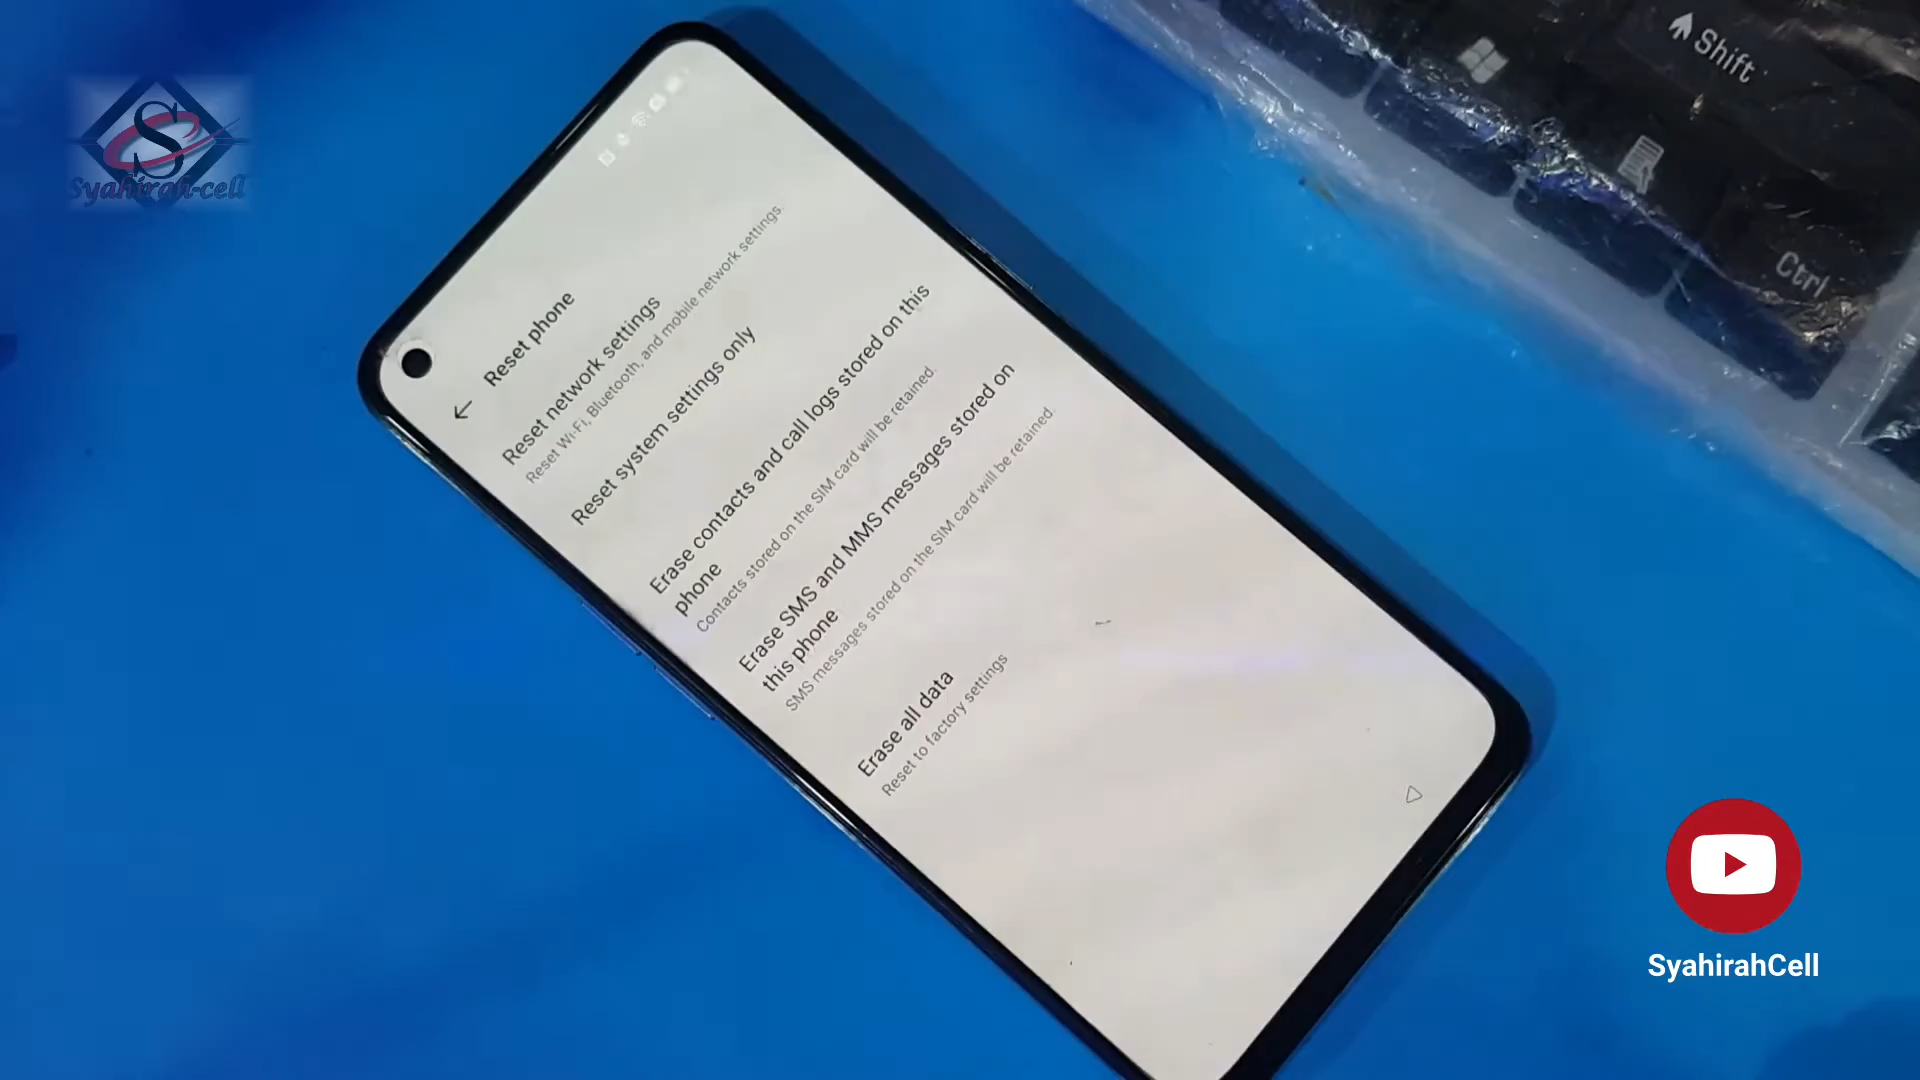 S
Syahirah-cell
Shift
Ctrl
Reset phone
Reset network settings
Reset Wi-Fi, Bluetooth, and mobile network settings.
Reset system settings only
Erase contacts and call logs stored on this
phone
Contacts stored on the SIM card will be retained.
Erase SMS and MMS messages stored on
this phone
SMS messages stored on the SIM card will be retained.
Erase all data
Reset to factory settings
SyahirahCell